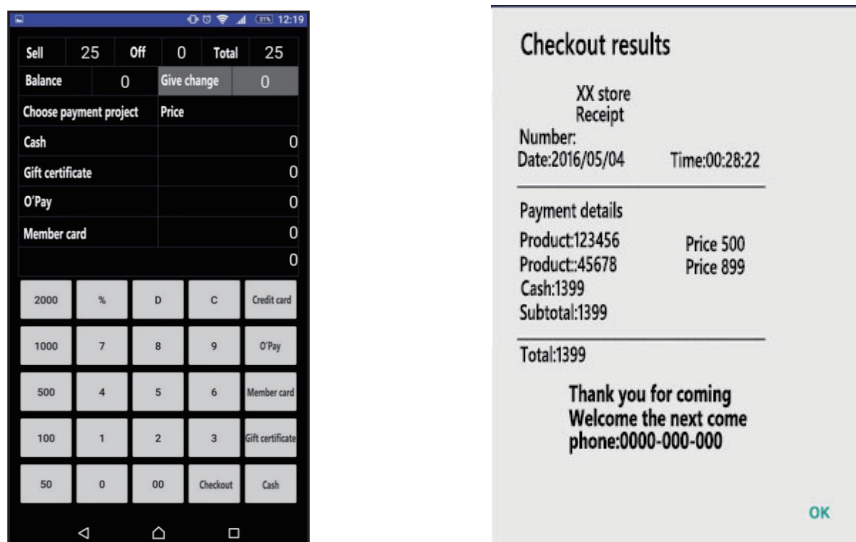 31% 12:19
Sell 25 Off 0 Total 25
Balance 0 Give change 0
Choose payment project Price
Cash 0
Gift certificate 0
O'Pay 0
Member card 0
0
2000 % D C Credit card
1000 7 8 9 O'Pay
500 4 5 6 Member card
100 1 2 3 Gift certificate
50 0 00 Checkout Cash
Checkout results
XX store
Receipt
Number:
Date:2016/05/04 Time:00:28:22
Payment details
Product:123456 Price 500
Product::45678 Price 899
Cash:1399
Subtotal:1399
Total:1399
Thank you for coming
Welcome the next come
phone:0000-000-000
OK